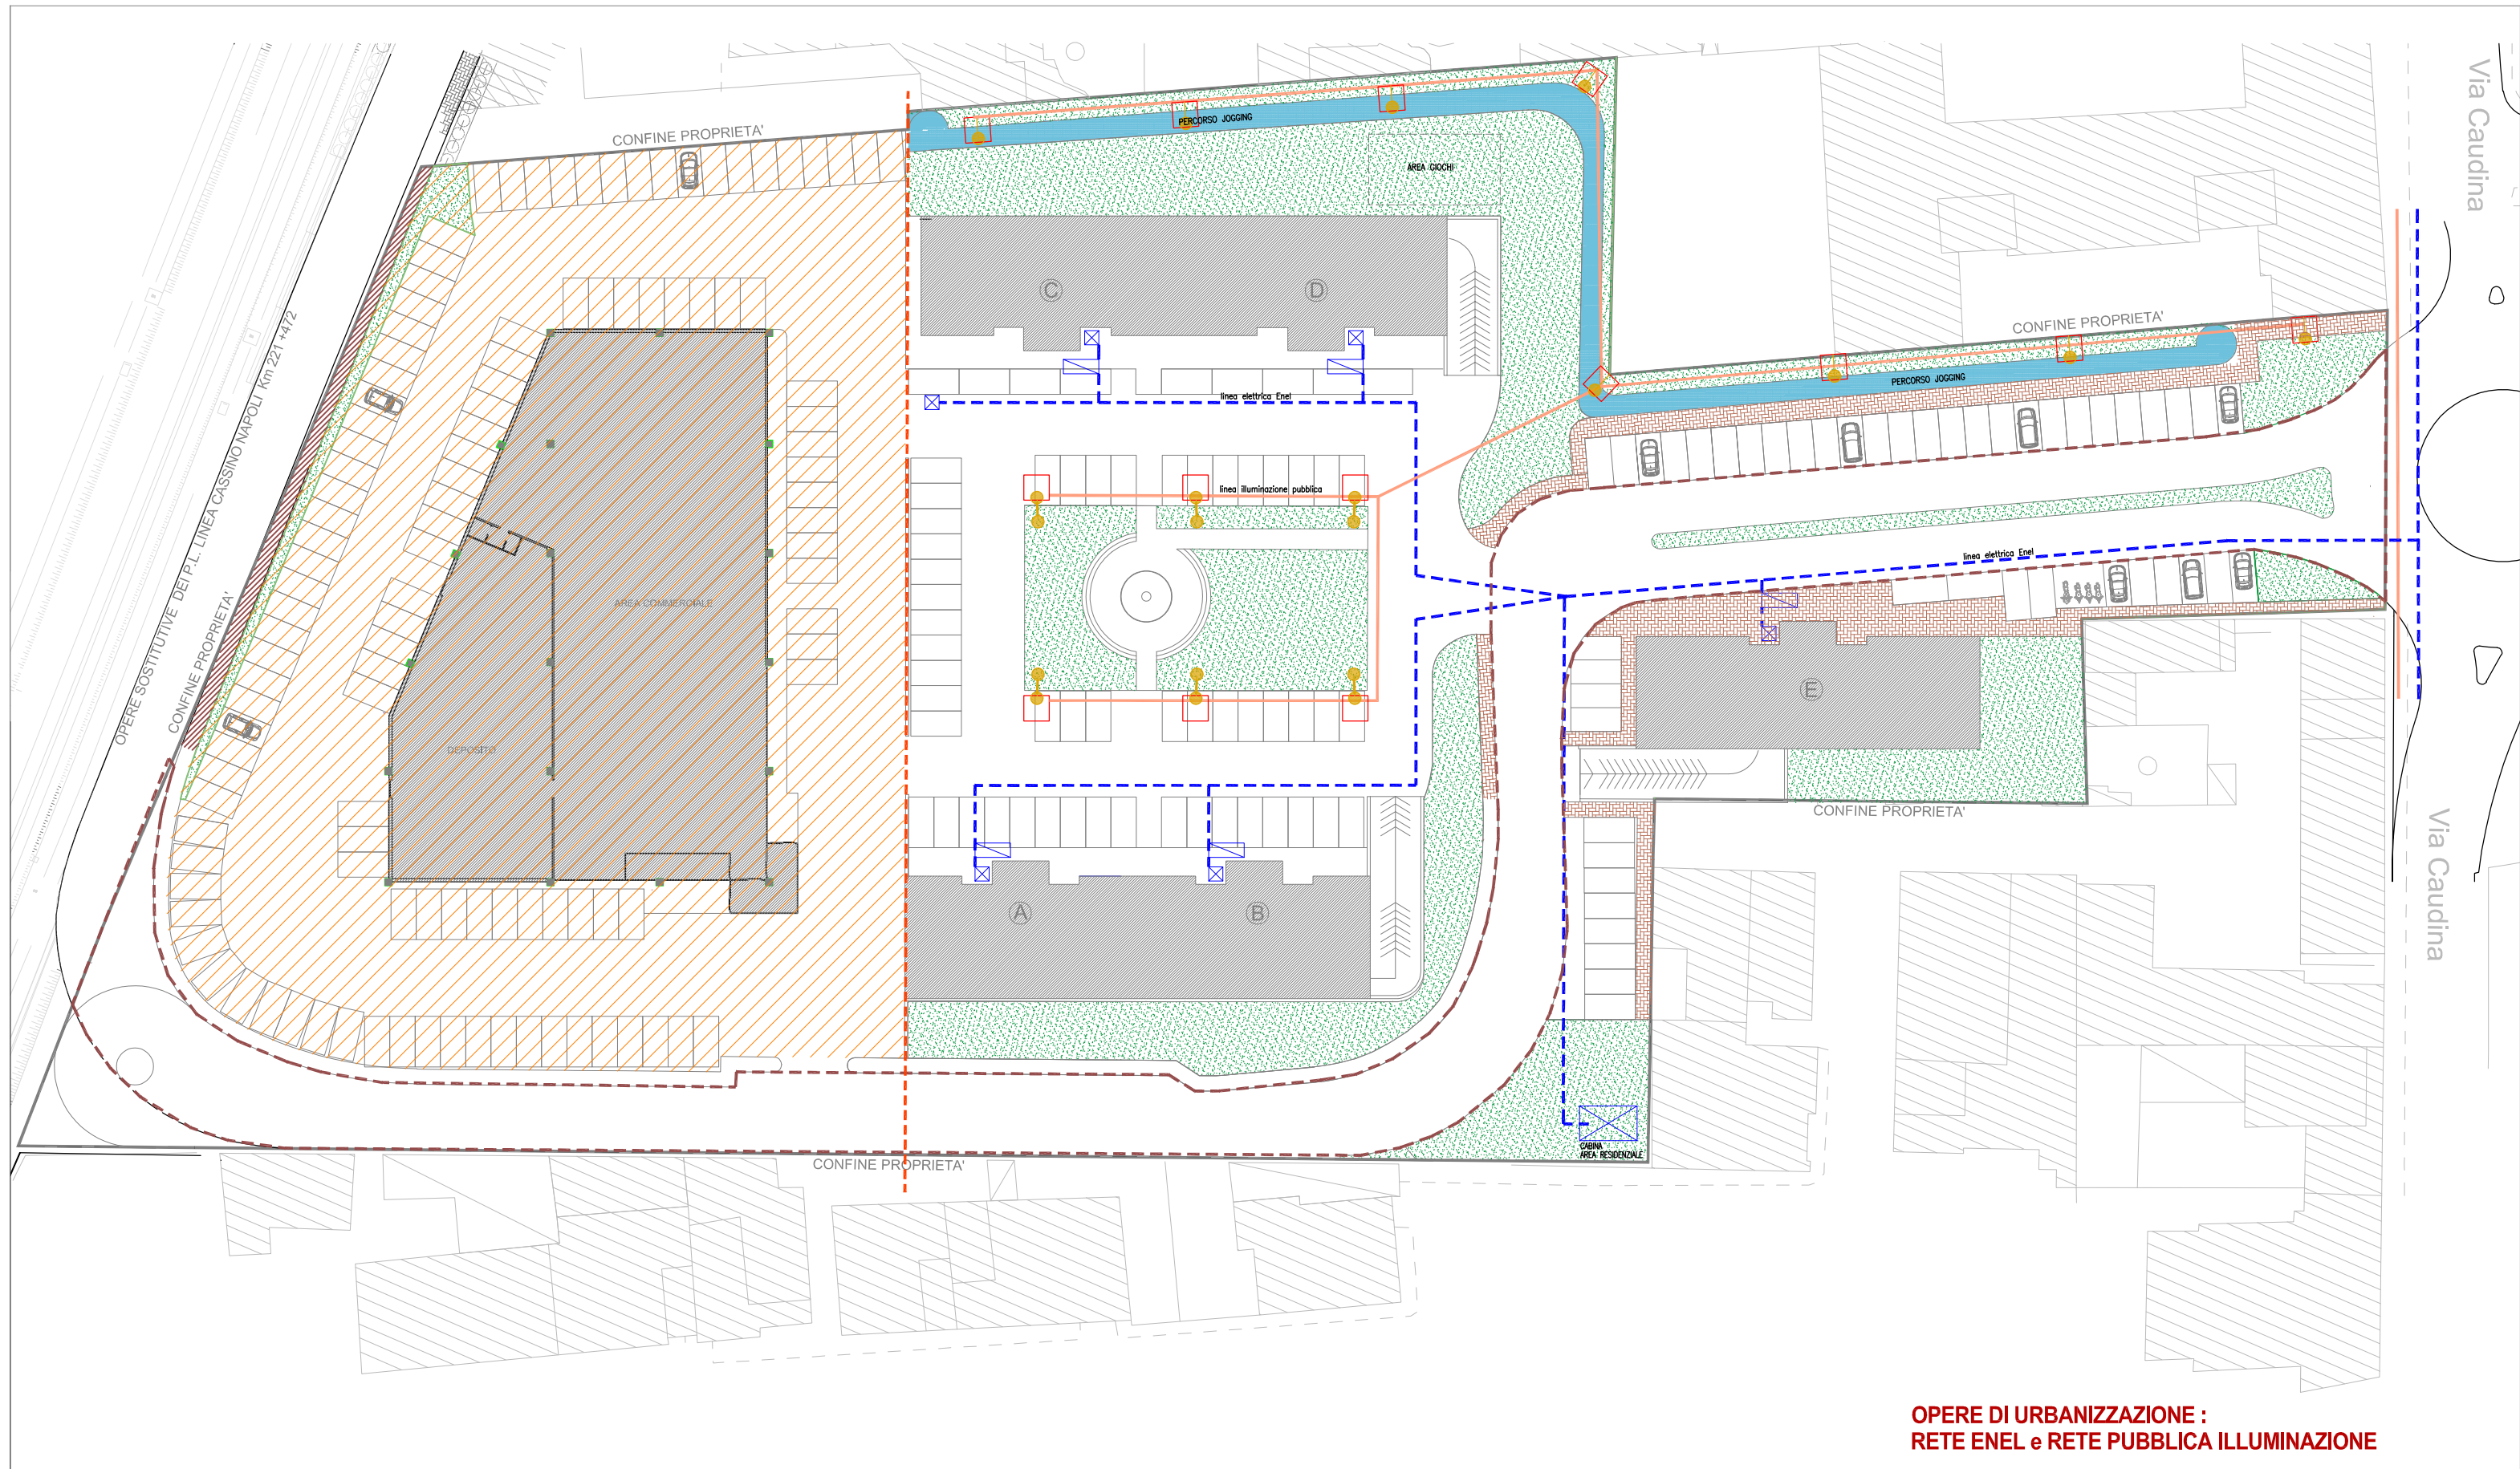 Via Caudina
CONFINE PROPRIETA'
PERCORSO JOGGING
AREA GIOCHI
C
D
CONFINE PROPRIETA'
PERCORSO JOGGING
linea elettrica Enel
OPERE SOSTITUTIVE DEI P.L. LINEA CASSINO NAPOLI Km 221 +472
CONFINE PROPRIETA'
linea illuminazione pubblica
linea elettrica Enel
AREA COMMERCIALE
E
DEPOSITO
CONFINE PROPRIETA'
Via Caudina
A
B
CABINA
AREA RESIDENZIALE
CONFINE PROPRIETA'
OPERE DI URBANIZZAZIONE :
RETE ENEL e RETE PUBBLICA ILLUMINAZIONE